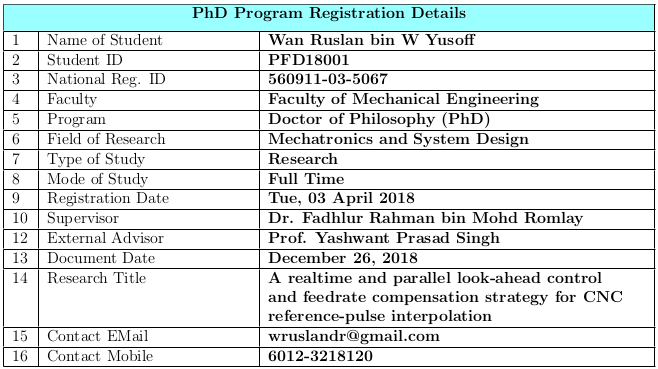 PhD Program Registration Details
1 Name of Student Wan Ruslan bin W Yusoff
2 Student ID PFD18001
3 National Reg. ID 560911-03-5067
4 Faculty Faculty of Mechanical Engineering
5 Program Doctor of Philosophy (PhD)
6 Field of Research Mechatronics and System Design
7 Type of Study Research
8 Mode of Study Full Time
9 Registration Date Tue, 03 April 2018
10 Supervisor Dr. Fadhlur Rahman bin Mohd Romlay
12 External Advisor Prof. Yashwant Prasad Singh
13 Document Date December 26, 2018
14 Research Title A realtime and parallel look-ahead control
and feedrate compensation strategy for CNC
reference-pulse interpolation
15 Contact EMail wruslandr@gmail.com
16 Contact Mobile 6012-3218120